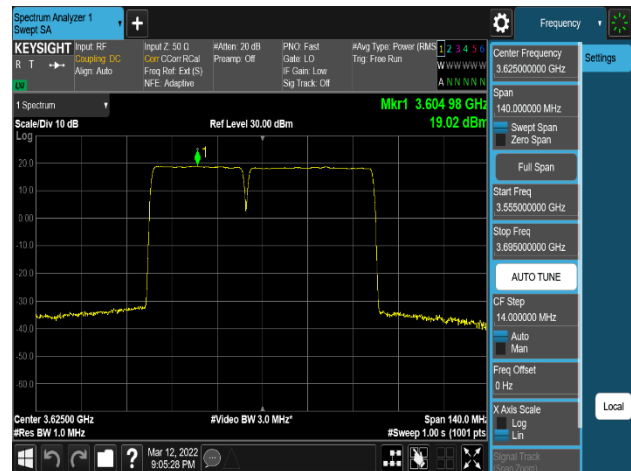 Spectrum Analyzer 1
Swept SA
Frequency
KEYSIGHT
R T
LW
Input: RF
Coupling: DC
Align: Auto
Input Z: 50 Ω
Corr CCorr RCal
Freq Ref: Ext (S)
NFE: Adaptive
#Atten: 20 dB
Preamp: Off
PNO: Fast
Gate: LO
IF Gain: Low
Sig Track: Off
#Avg Type: Power (RMS
Trig: Free Run
1 2 3 4 5 6
W W W W W W
A N N N N N
1 Spectrum
Scale/Div 10 dB
Ref Level 30.00 dBm
Mkr1 3.604 98 GHz
19.02 dBm
Log
1
20.0
10.0
0.00
-10.0
-20.0
-30.0
-40.0
-50.0
-60.0
Center 3.62500 GHz
#Res BW 1.0 MHz
#Video BW 3.0 MHz*
Span 140.0 MHz
#Sweep 1.00 s (1001 pts
Mar 12, 2022
9:05:28 PM
Center Frequency
3.625000000 GHz
Settings
Span
140.000000 MHz
Swept Span
Zero Span
Full Span
Start Freq
3.555000000 GHz
Stop Freq
3.695000000 GHz
AUTO TUNE
CF Step
14.000000 MHz
Auto
Man
Freq Offset
0 Hz
X Axis Scale
Log
Lin
Local
Signal Track
(Span Zoom)